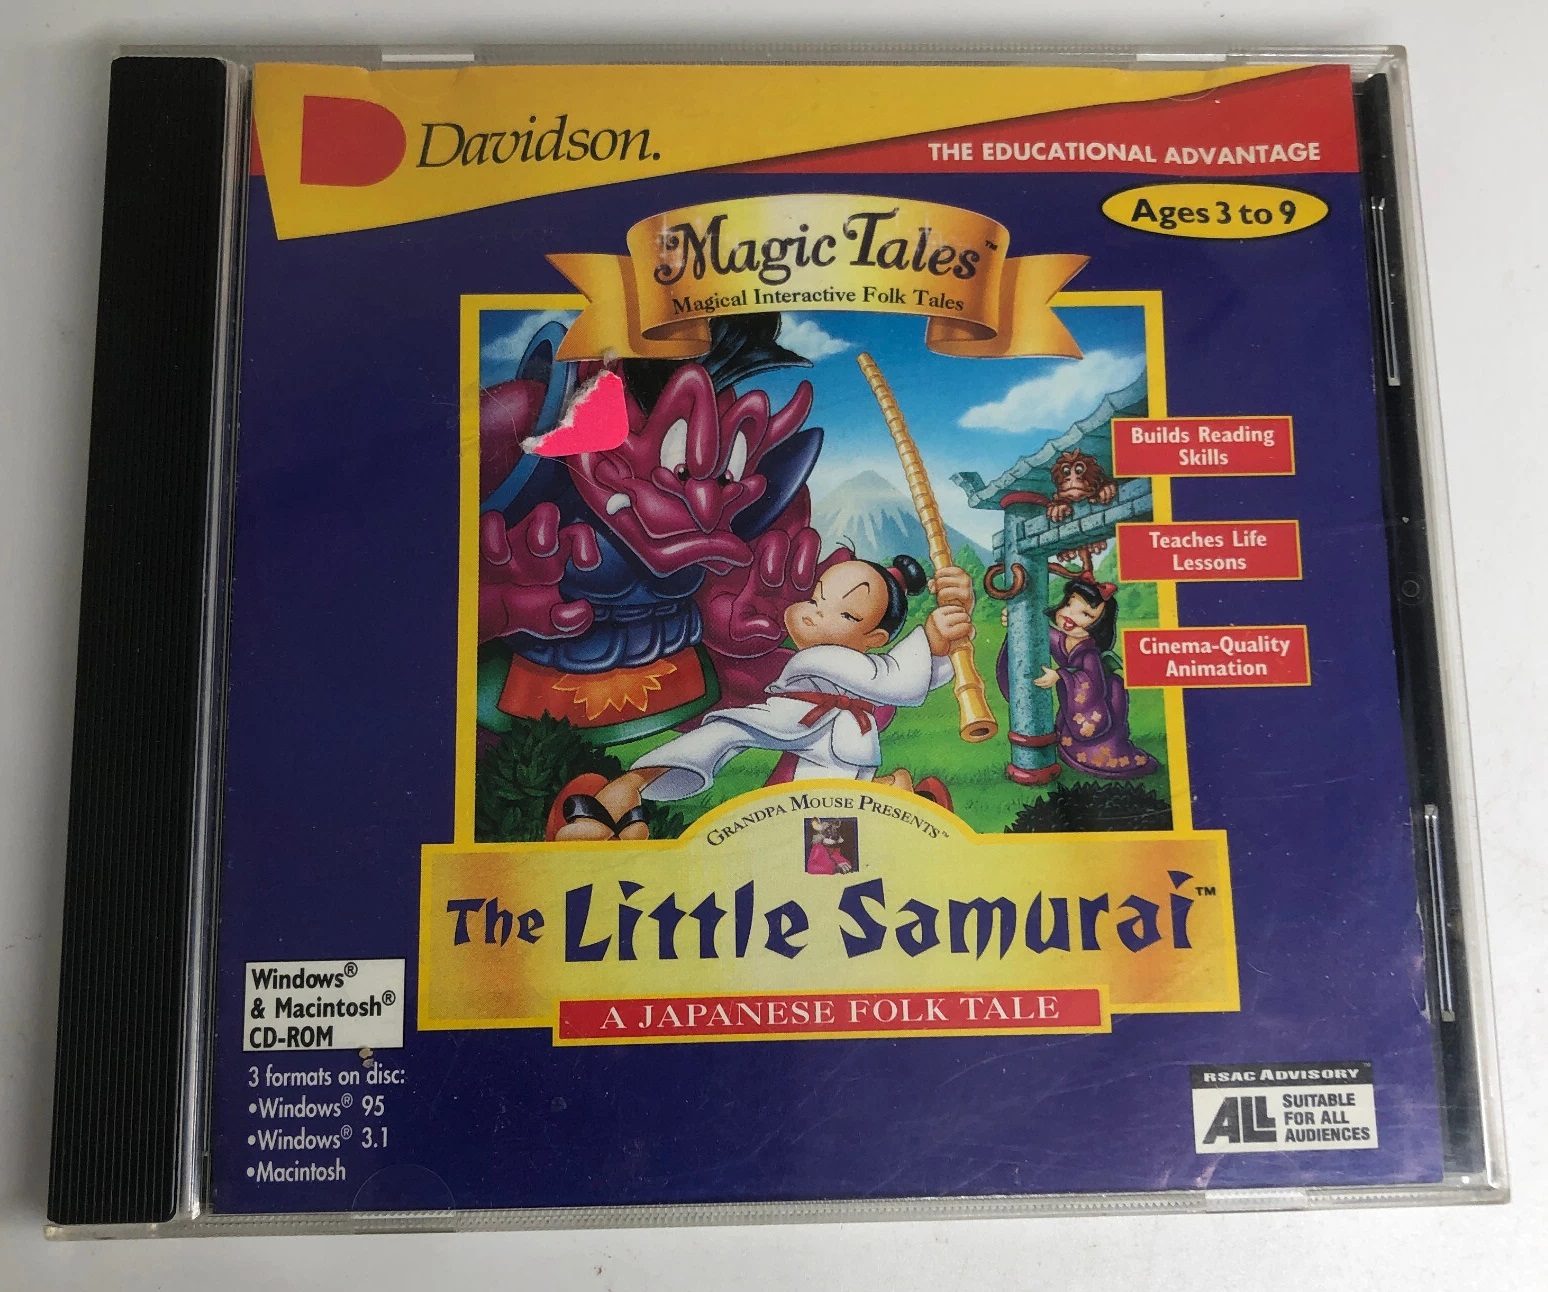 Davidson.
THE EDUCATIONAL ADVANTAGE
Ages 3 to 9
Magic Tales™
Magical Interactive Folk Tales
Builds Reading
Skills
Teaches Life
Lessons
Cinema-Quality
Animation
GRANDPA MOUSE PRESENTS™
The Little Samurai™
A JAPANESE FOLK TALE
Windows®
& Macintosh®
CD-ROM
3 formats on disc:
•Windows® 95
•Windows® 3.1
•Macintosh
RSAC ADVISORY™
ALL
SUITABLE
FOR ALL
AUDIENCES